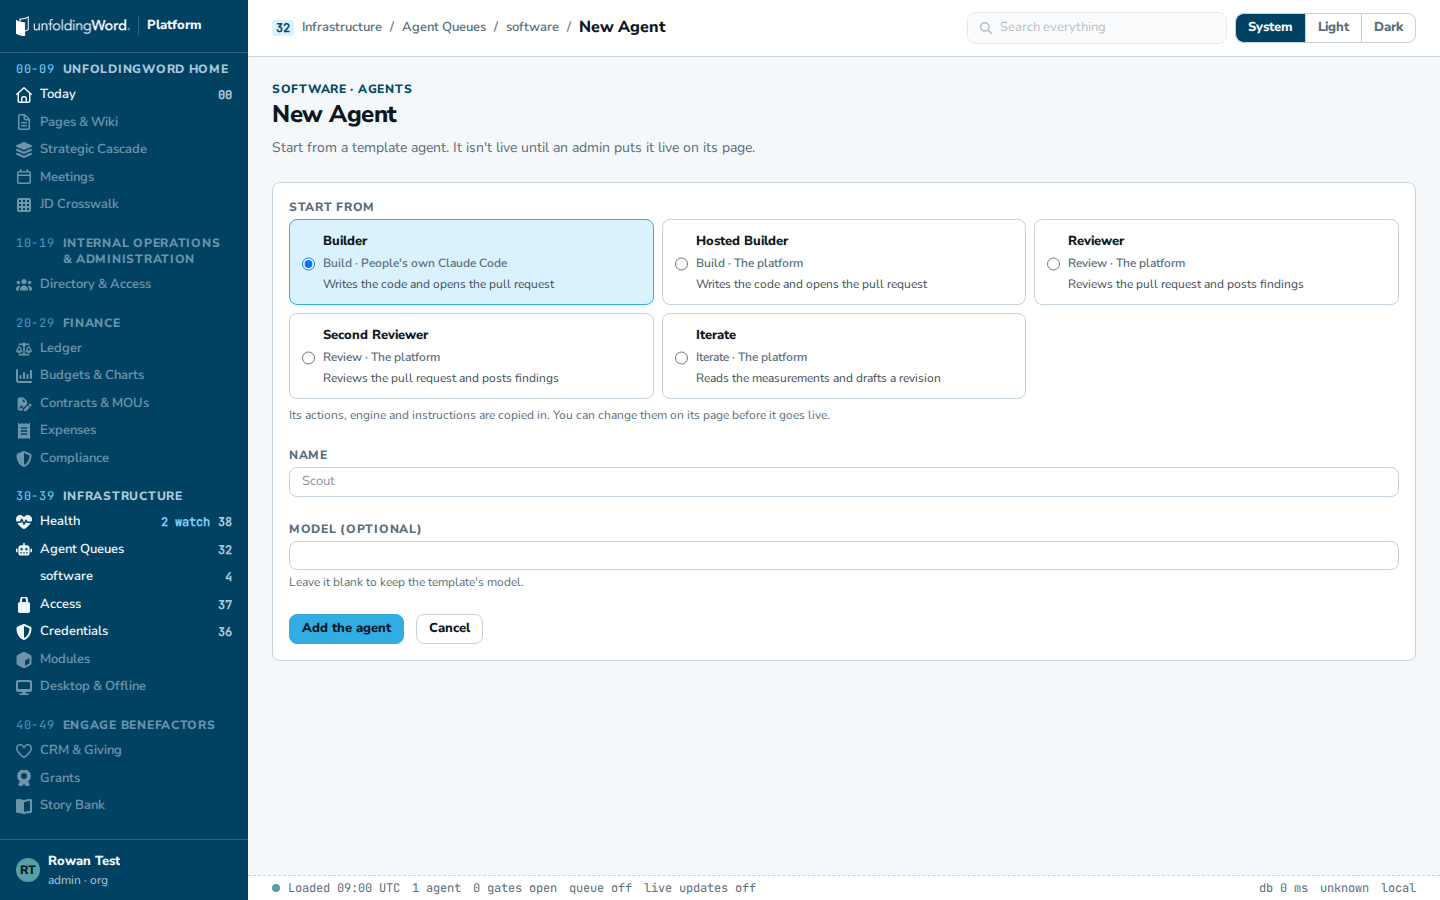 unfoldingWord. Platform
00-09 UNFOLDINGWORD HOME
Today 00
Pages & Wiki
Strategic Cascade
Meetings
JD Crosswalk
10-19 INTERNAL OPERATIONS
& ADMINISTRATION
Directory & Access
20-29 FINANCE
Ledger
Budgets & Charts
Contracts & MOUs
Expenses
Compliance
30-39 INFRASTRUCTURE
Health 2 watch 38
Agent Queues 32
software 4
Access 37
Credentials 36
Modules
Desktop & Offline
40-49 ENGAGE BENEFACTORS
CRM & Giving
Grants
Story Bank
RT Rowan Test
admin · org
32 Infrastructure / Agent Queues / software / New Agent
Search everything
System Light Dark
SOFTWARE · AGENTS
New Agent
Start from a template agent. It isn't live until an admin puts it live on its page.
START FROM
Builder
Build · People's own Claude Code
Writes the code and opens the pull request
Hosted Builder
Build · The platform
Writes the code and opens the pull request
Reviewer
Review · The platform
Reviews the pull request and posts findings
Second Reviewer
Review · The platform
Reviews the pull request and posts findings
Iterate
Iterate · The platform
Reads the measurements and drafts a revision
Its actions, engine and instructions are copied in. You can change them on its page before it goes live.
NAME
Scout
MODEL (OPTIONAL)
Leave it blank to keep the template's model.
Add the agent Cancel
Loaded 09:00 UTC 1 agent 0 gates open queue off live updates off
db 0 ms unknown local